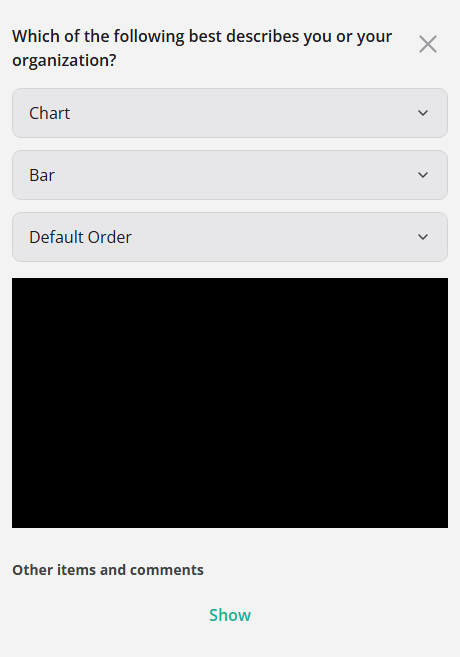 Which of the following best describes you or your
organization?
Chart
Bar
Default Order
Other items and comments
Show